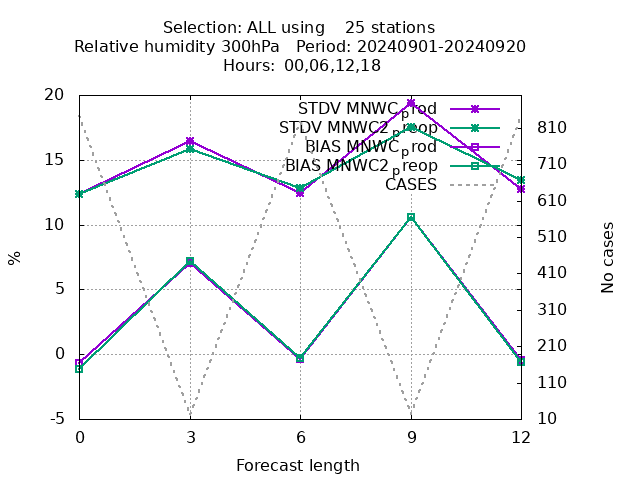 Selection: ALL using 25 stations
Relative humidity 300hPa Period: 20240901-20240920
Hours: 00,06,12,18
STDV MNWC_prod
STDV MNWC2_preop
BIAS MNWC_prod
BIAS MNWC2_preop
CASES
20
15
10
5
0
-5
%
810
710
610
510
410
310
210
110
10
No cases
0 3 6 9 12
Forecast length